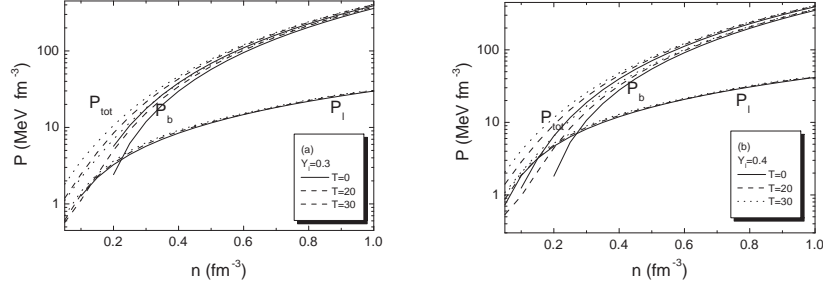 100
10
1
P (MeV fm⁻³)
P_tot
P_b
P_l
(a)
Y_l=0.3
T=0
T=20
T=30
0.2
0.4
0.6
0.8
1.0
n (fm⁻³)
100
10
1
P (MeV fm⁻³)
P_tot
P_b
P_l
(b)
Y_l=0.4
T=0
T=20
T=30
0.2
0.4
0.6
0.8
1.0
n (fm⁻³)